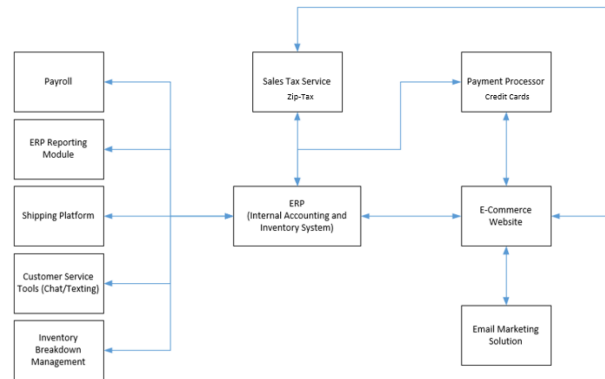 Payroll
ERP Reporting
Module
Shipping Platform
Customer Service
Tools (Chat/Texting)
Inventory
Breakdown
Management
Sales Tax Service
Zip-Tax
ERP
(Internal Accounting and
Inventory System)
Payment Processor
Credit Cards
E-Commerce
Website
Email Marketing
Solution